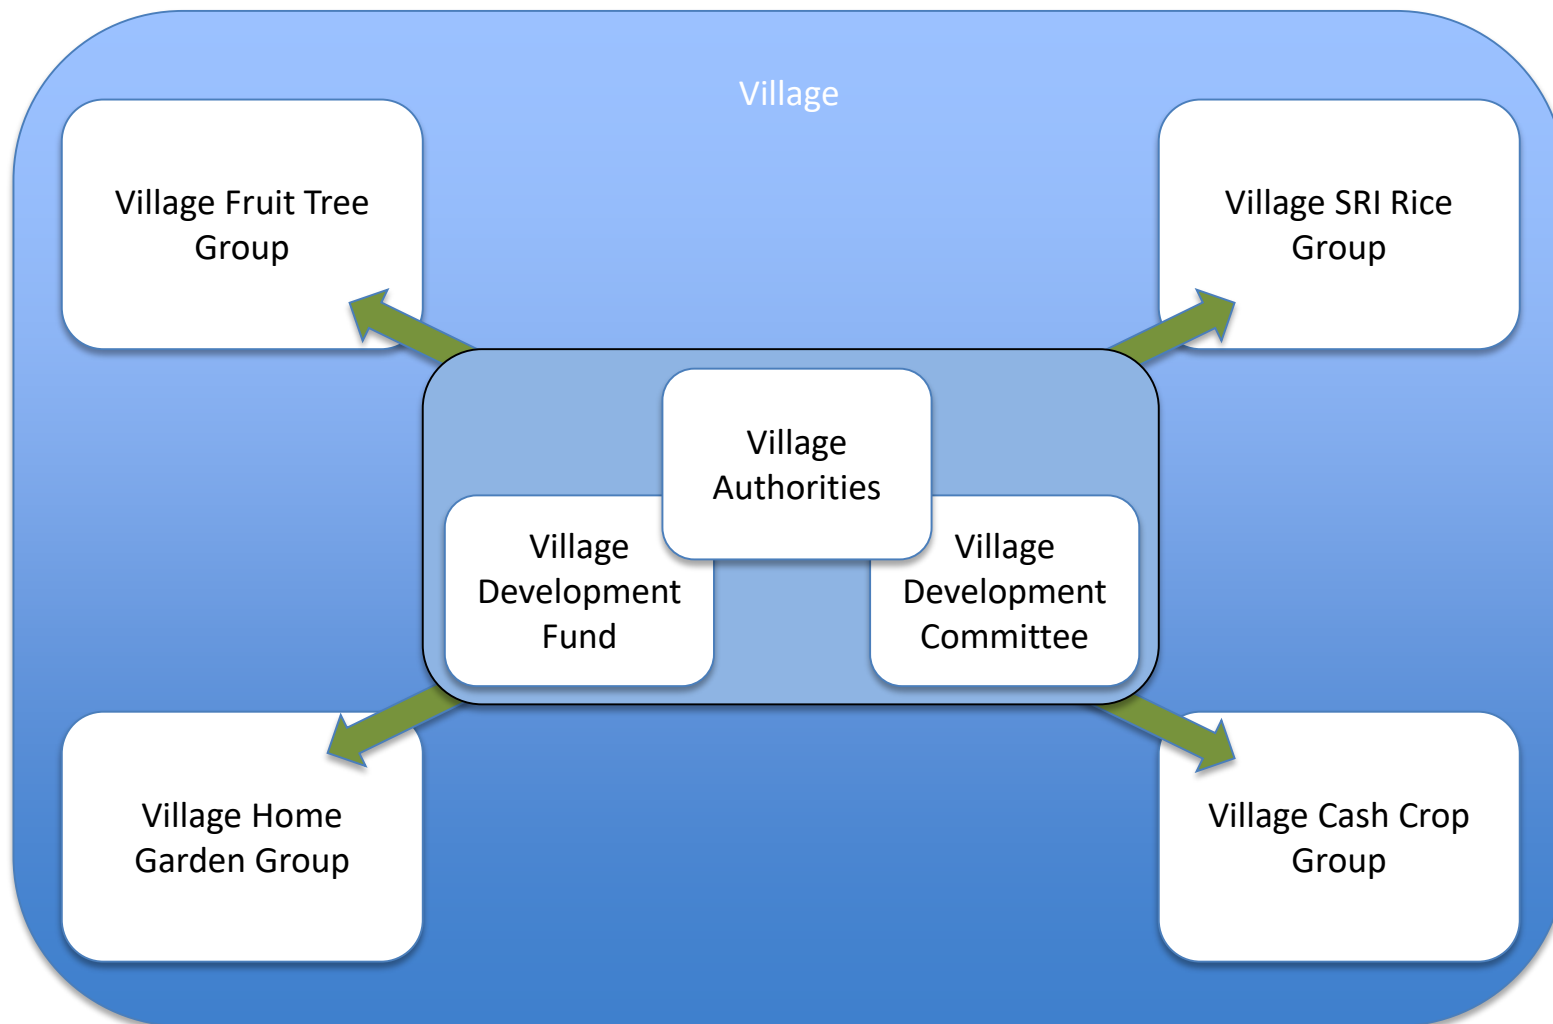 Village
Village Fruit Tree
Group
Village SRI Rice
Group
Village
Authorities
Village
Development
Fund
Village
Development
Committee
Village Home
Garden Group
Village Cash Crop
Group